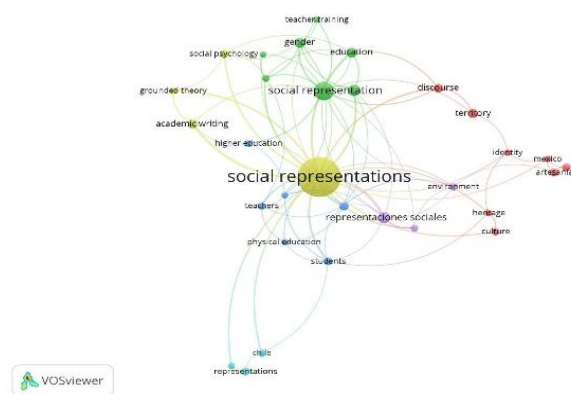 teacher training
gender
social psychology
education
grounded theory
social representation
discourse
territory
academic writing
higher education
identity
mexico
artesania
social representations
environment
teachers
representaciones sociales
heritage
culture
physical education
students
chile
representations
VOSviewer